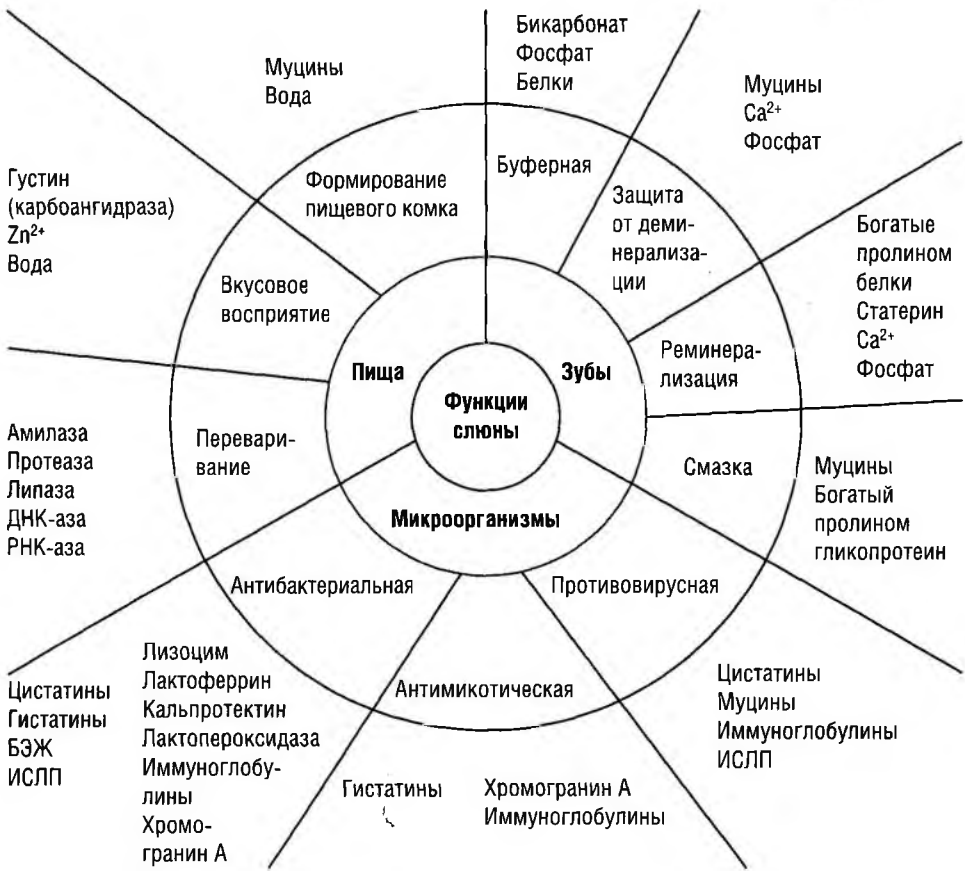 Муцины
Вода
Бикарбонат
Фосфат
Белки
Муцины
Ca²⁺
Фосфат
Густин
(карбоангидраза)
Zn²⁺
Вода
Формирование
пищевого комка
Буферная
Защита
от деми-
нерализа-
ции
Богатые
пролином
белки
Статерин
Ca²⁺
Фосфат
Вкусовое
восприятие
Пища
Зубы
Реминера-
лизация
Функции
слюны
Амилаза
Протеаза
Липаза
ДНК-аза
РНК-аза
Перевари-
вание
Смазка
Муцины
Богатый
пролином
гликопротеин
Микроорганизмы
Антибактериальная
Противовирусная
Антимикотическая
Цистатины
Гистатины
БЭЖ
ИСЛП
Лизоцим
Лактоферрин
Кальпротектин
Лактопероксидаза
Иммуноглобу-
лины
Хромо-
гранин А
Гистатины
Хромогранин А
Иммуноглобулины
Цистатины
Муцины
Иммуноглобулины
ИСЛП